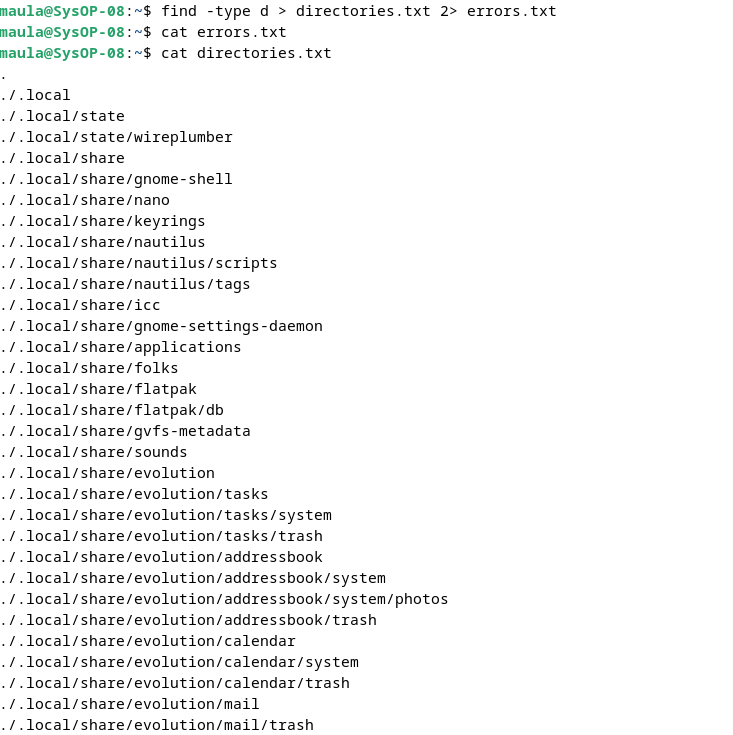 maula@SysOP-08:~$ find -type d > directories.txt 2> errors.txt
maula@SysOP-08:~$ cat errors.txt
maula@SysOP-08:~$ cat directories.txt
.
./.local
./.local/state
./.local/state/wireplumber
./.local/share
./.local/share/gnome-shell
./.local/share/nano
./.local/share/keyrings
./.local/share/nautilus
./.local/share/nautilus/scripts
./.local/share/nautilus/tags
./.local/share/icc
./.local/share/gnome-settings-daemon
./.local/share/applications
./.local/share/folks
./.local/share/flatpak
./.local/share/flatpak/db
./.local/share/gvfs-metadata
./.local/share/sounds
./.local/share/evolution
./.local/share/evolution/tasks
./.local/share/evolution/tasks/system
./.local/share/evolution/tasks/trash
./.local/share/evolution/addressbook
./.local/share/evolution/addressbook/system
./.local/share/evolution/addressbook/system/photos
./.local/share/evolution/addressbook/trash
./.local/share/evolution/calendar
./.local/share/evolution/calendar/system
./.local/share/evolution/calendar/trash
./.local/share/evolution/mail
./.local/share/evolution/mail/trash